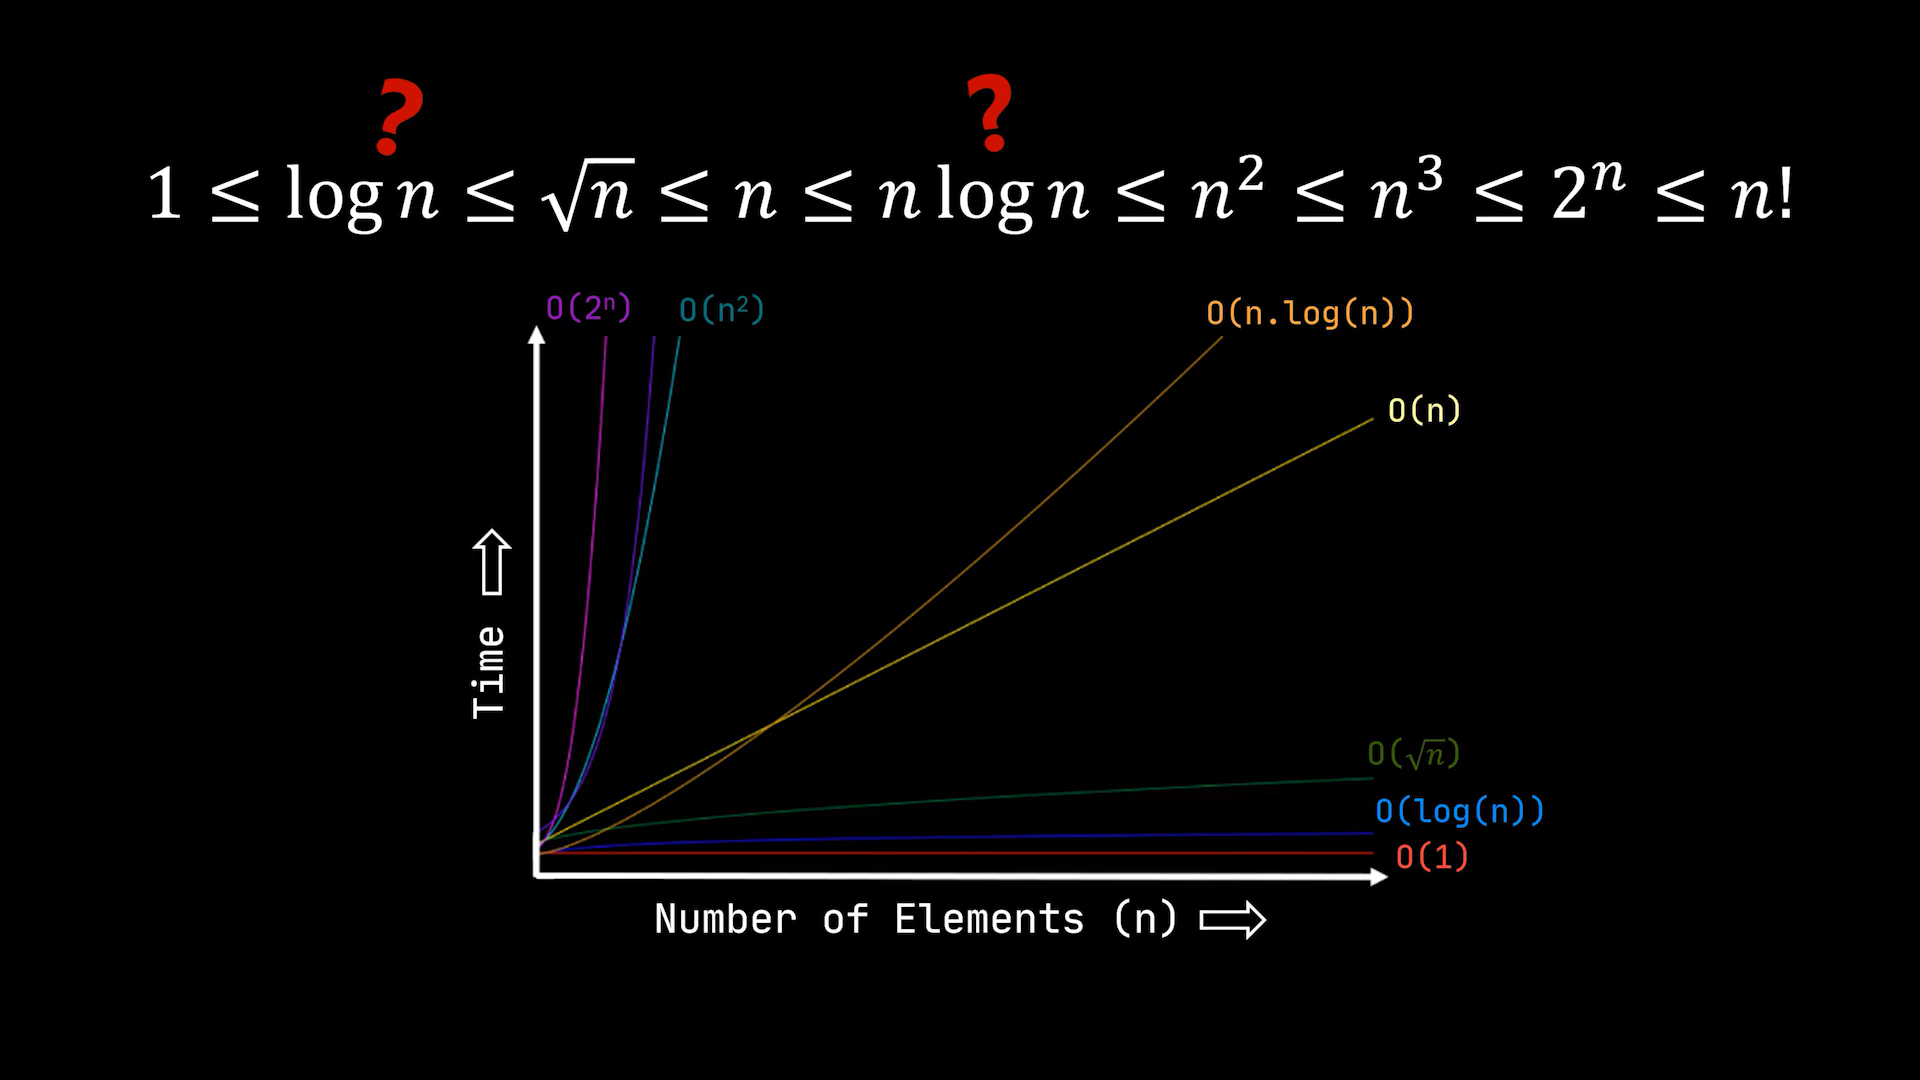 ? ?
1 ≤ log n ≤ √n ≤ n ≤ n log n ≤ n² ≤ n³ ≤ 2ⁿ ≤ n!
O(2ⁿ) O(n²) O(n.log(n))
O(n)
Time
O(√n)
O(log(n))
O(1)
Number of Elements (n)